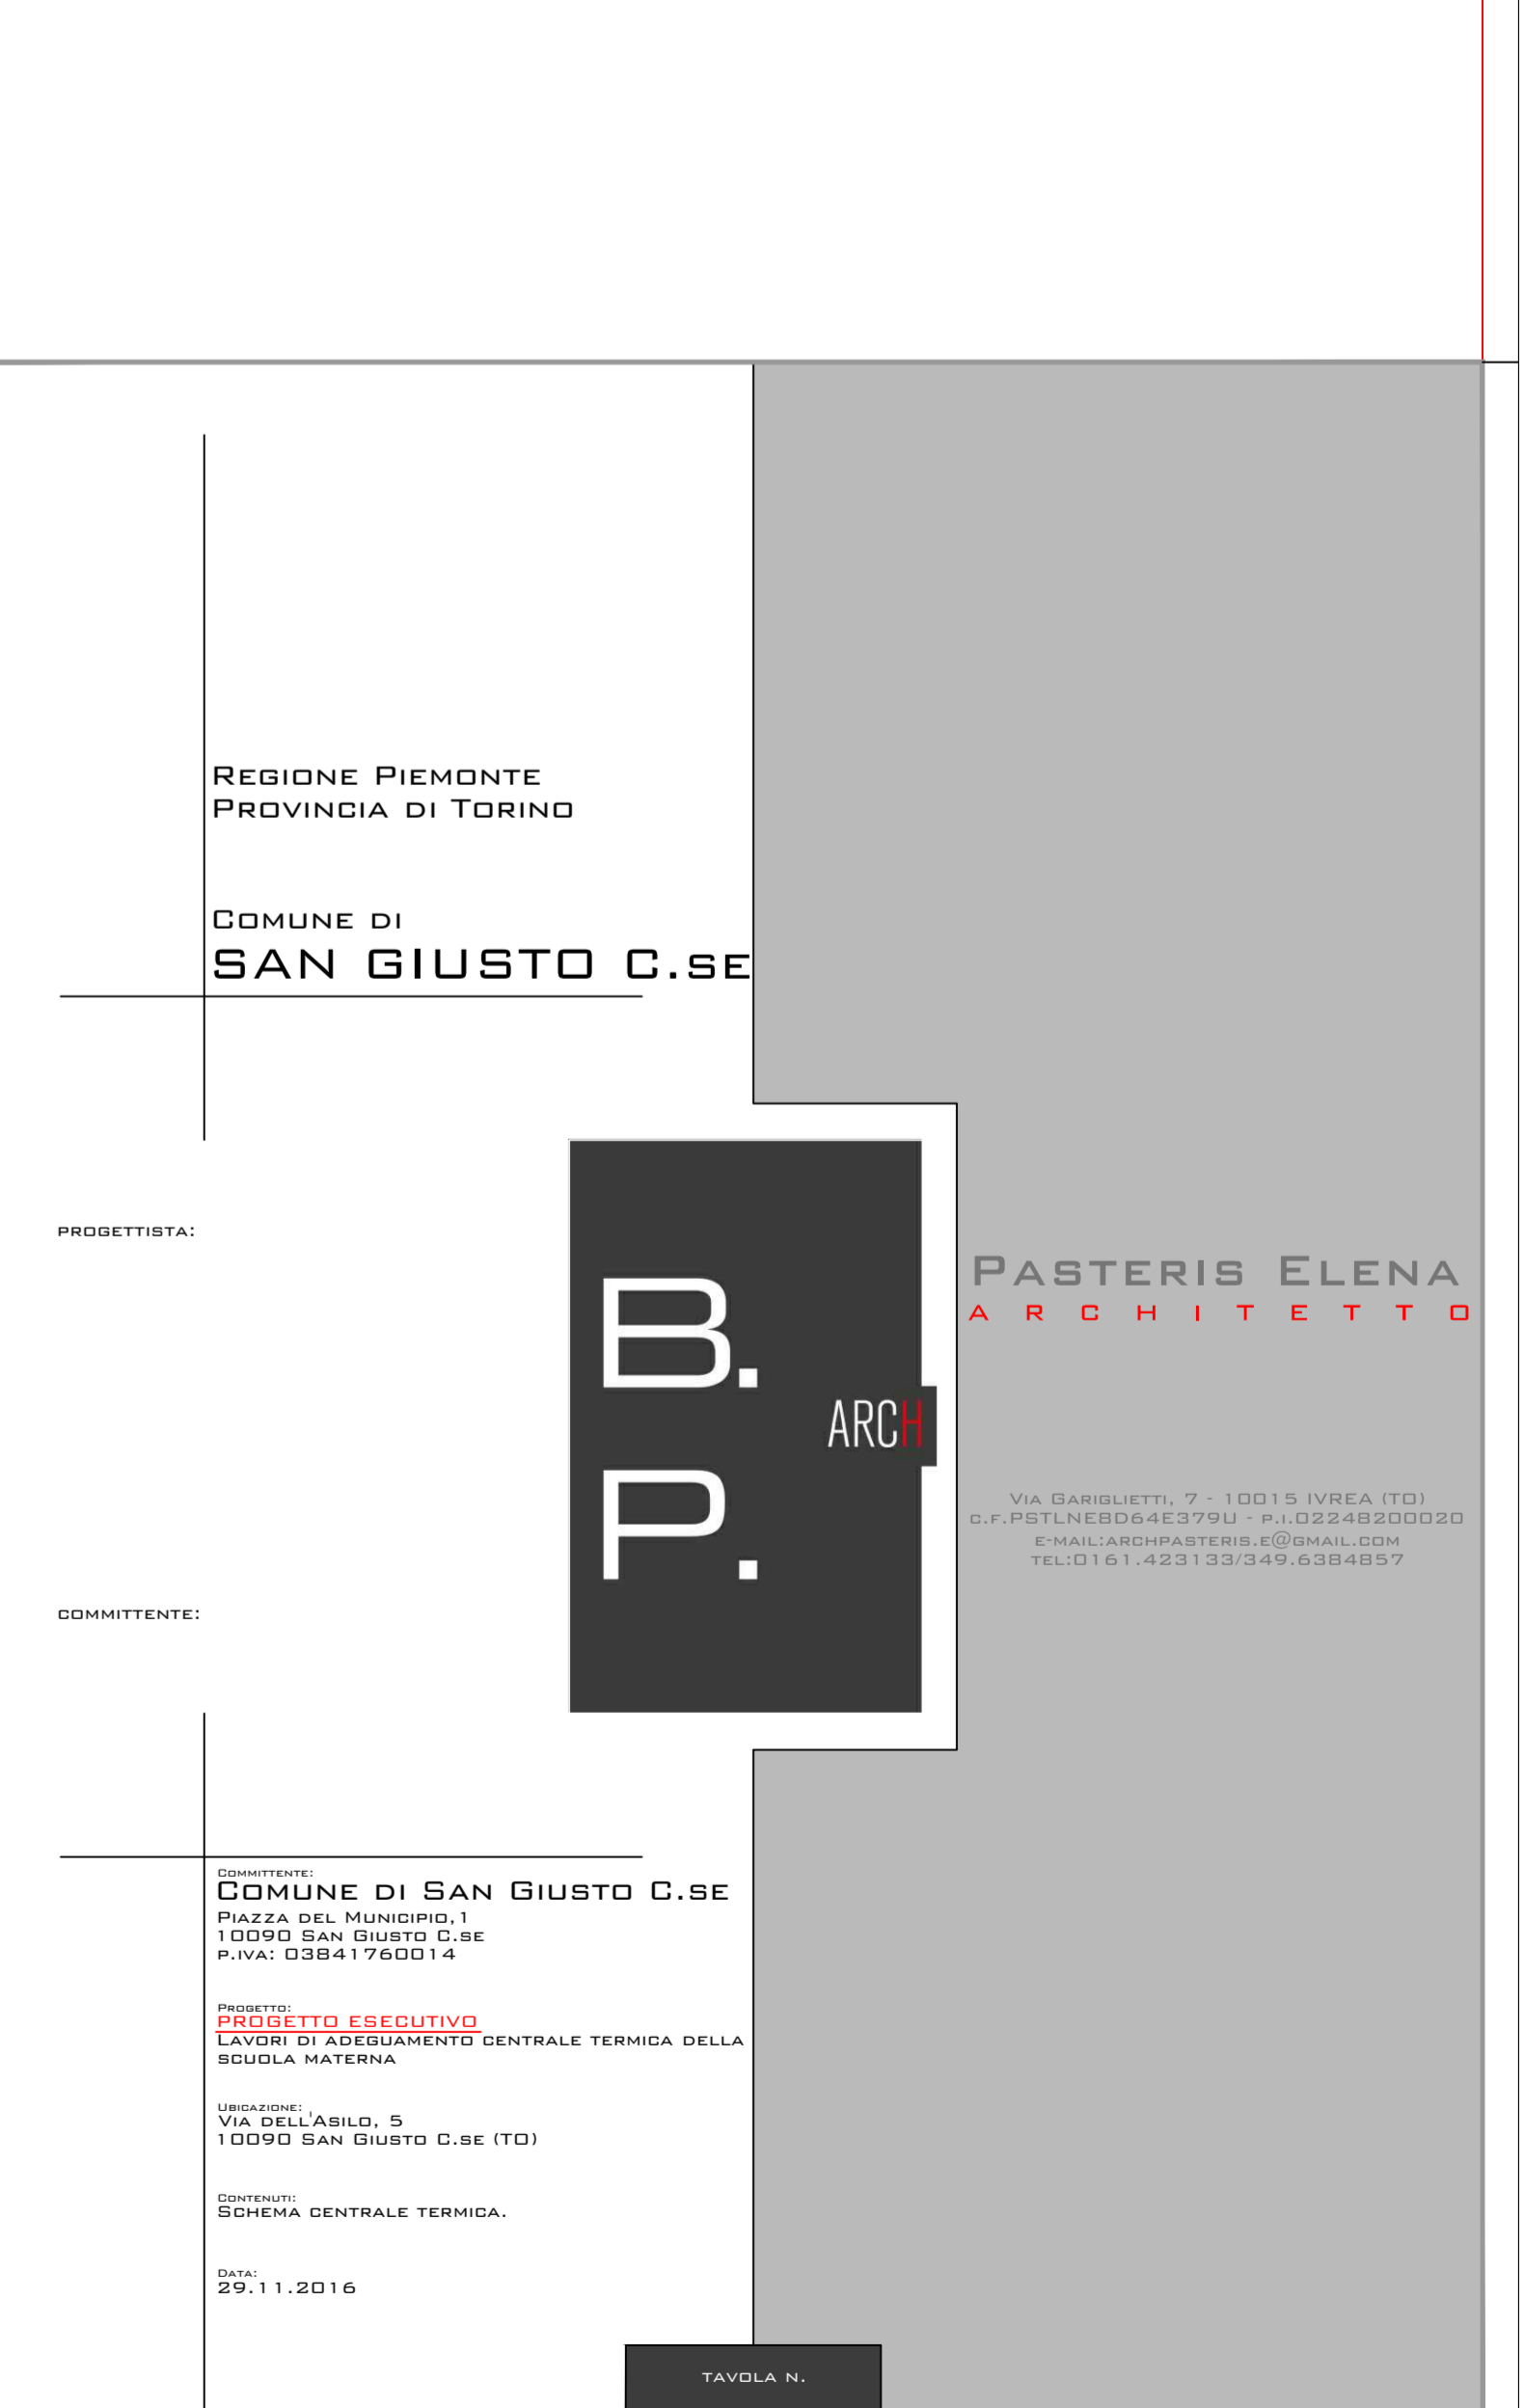 Regione Piemonte
Provincia di Torino
Comune di
SAN GIUSTO C.se
progettista:
B.
P.
ARCH
Pasteris Elena
ARCHITETTO
Via Gariglietti, 7 - 10015 IVREA (TO)
c.f.PSTLNE8D64E379U - p.i.02248200020
e-mail:archpasteris.e@gmail.com
tel:0161.423133/349.6384857
committente:
Committente:
Comune di San Giusto C.se
Piazza del Municipio,1
10090 San Giusto C.se
p.iva: 03841760014
Progetto:
PROGETTO ESECUTIVO
Lavori di adeguamento centrale termica della
scuola materna
Ubicazione:
Via dell'Asilo, 5
10090 San Giusto C.se (TO)
Contenuti:
Schema centrale termica.
Data:
29.11.2016
tavola n.